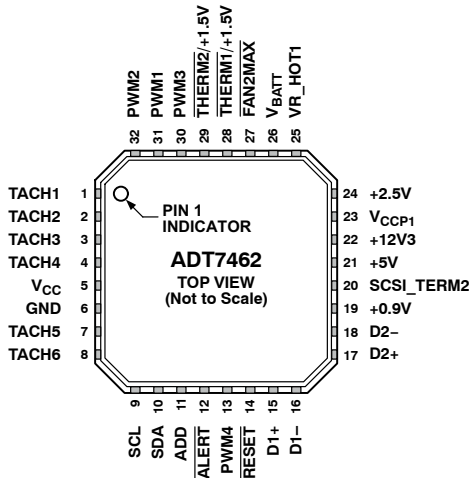 PWM2
PWM1
PWM3
THERM2/+1.5V
THERM1/+1.5V
FAN2MAX
VBATT
VR_HOT1
32
31
30
29
28
27
26
25
TACH1 1
TACH2 2
TACH3 3
TACH4 4
VCC 5
GND 6
TACH5 7
TACH6 8
PIN 1
INDICATOR
ADT7462
TOP VIEW
(Not to Scale)
24 +2.5V
23 VCCP1
22 +12V3
21 +5V
20 SCSI_TERM2
19 +0.9V
18 D2–
17 D2+
9
10
11
12
13
14
15
16
SCL
SDA
ADD
ALERT
PWM4
RESET
D1+
D1–